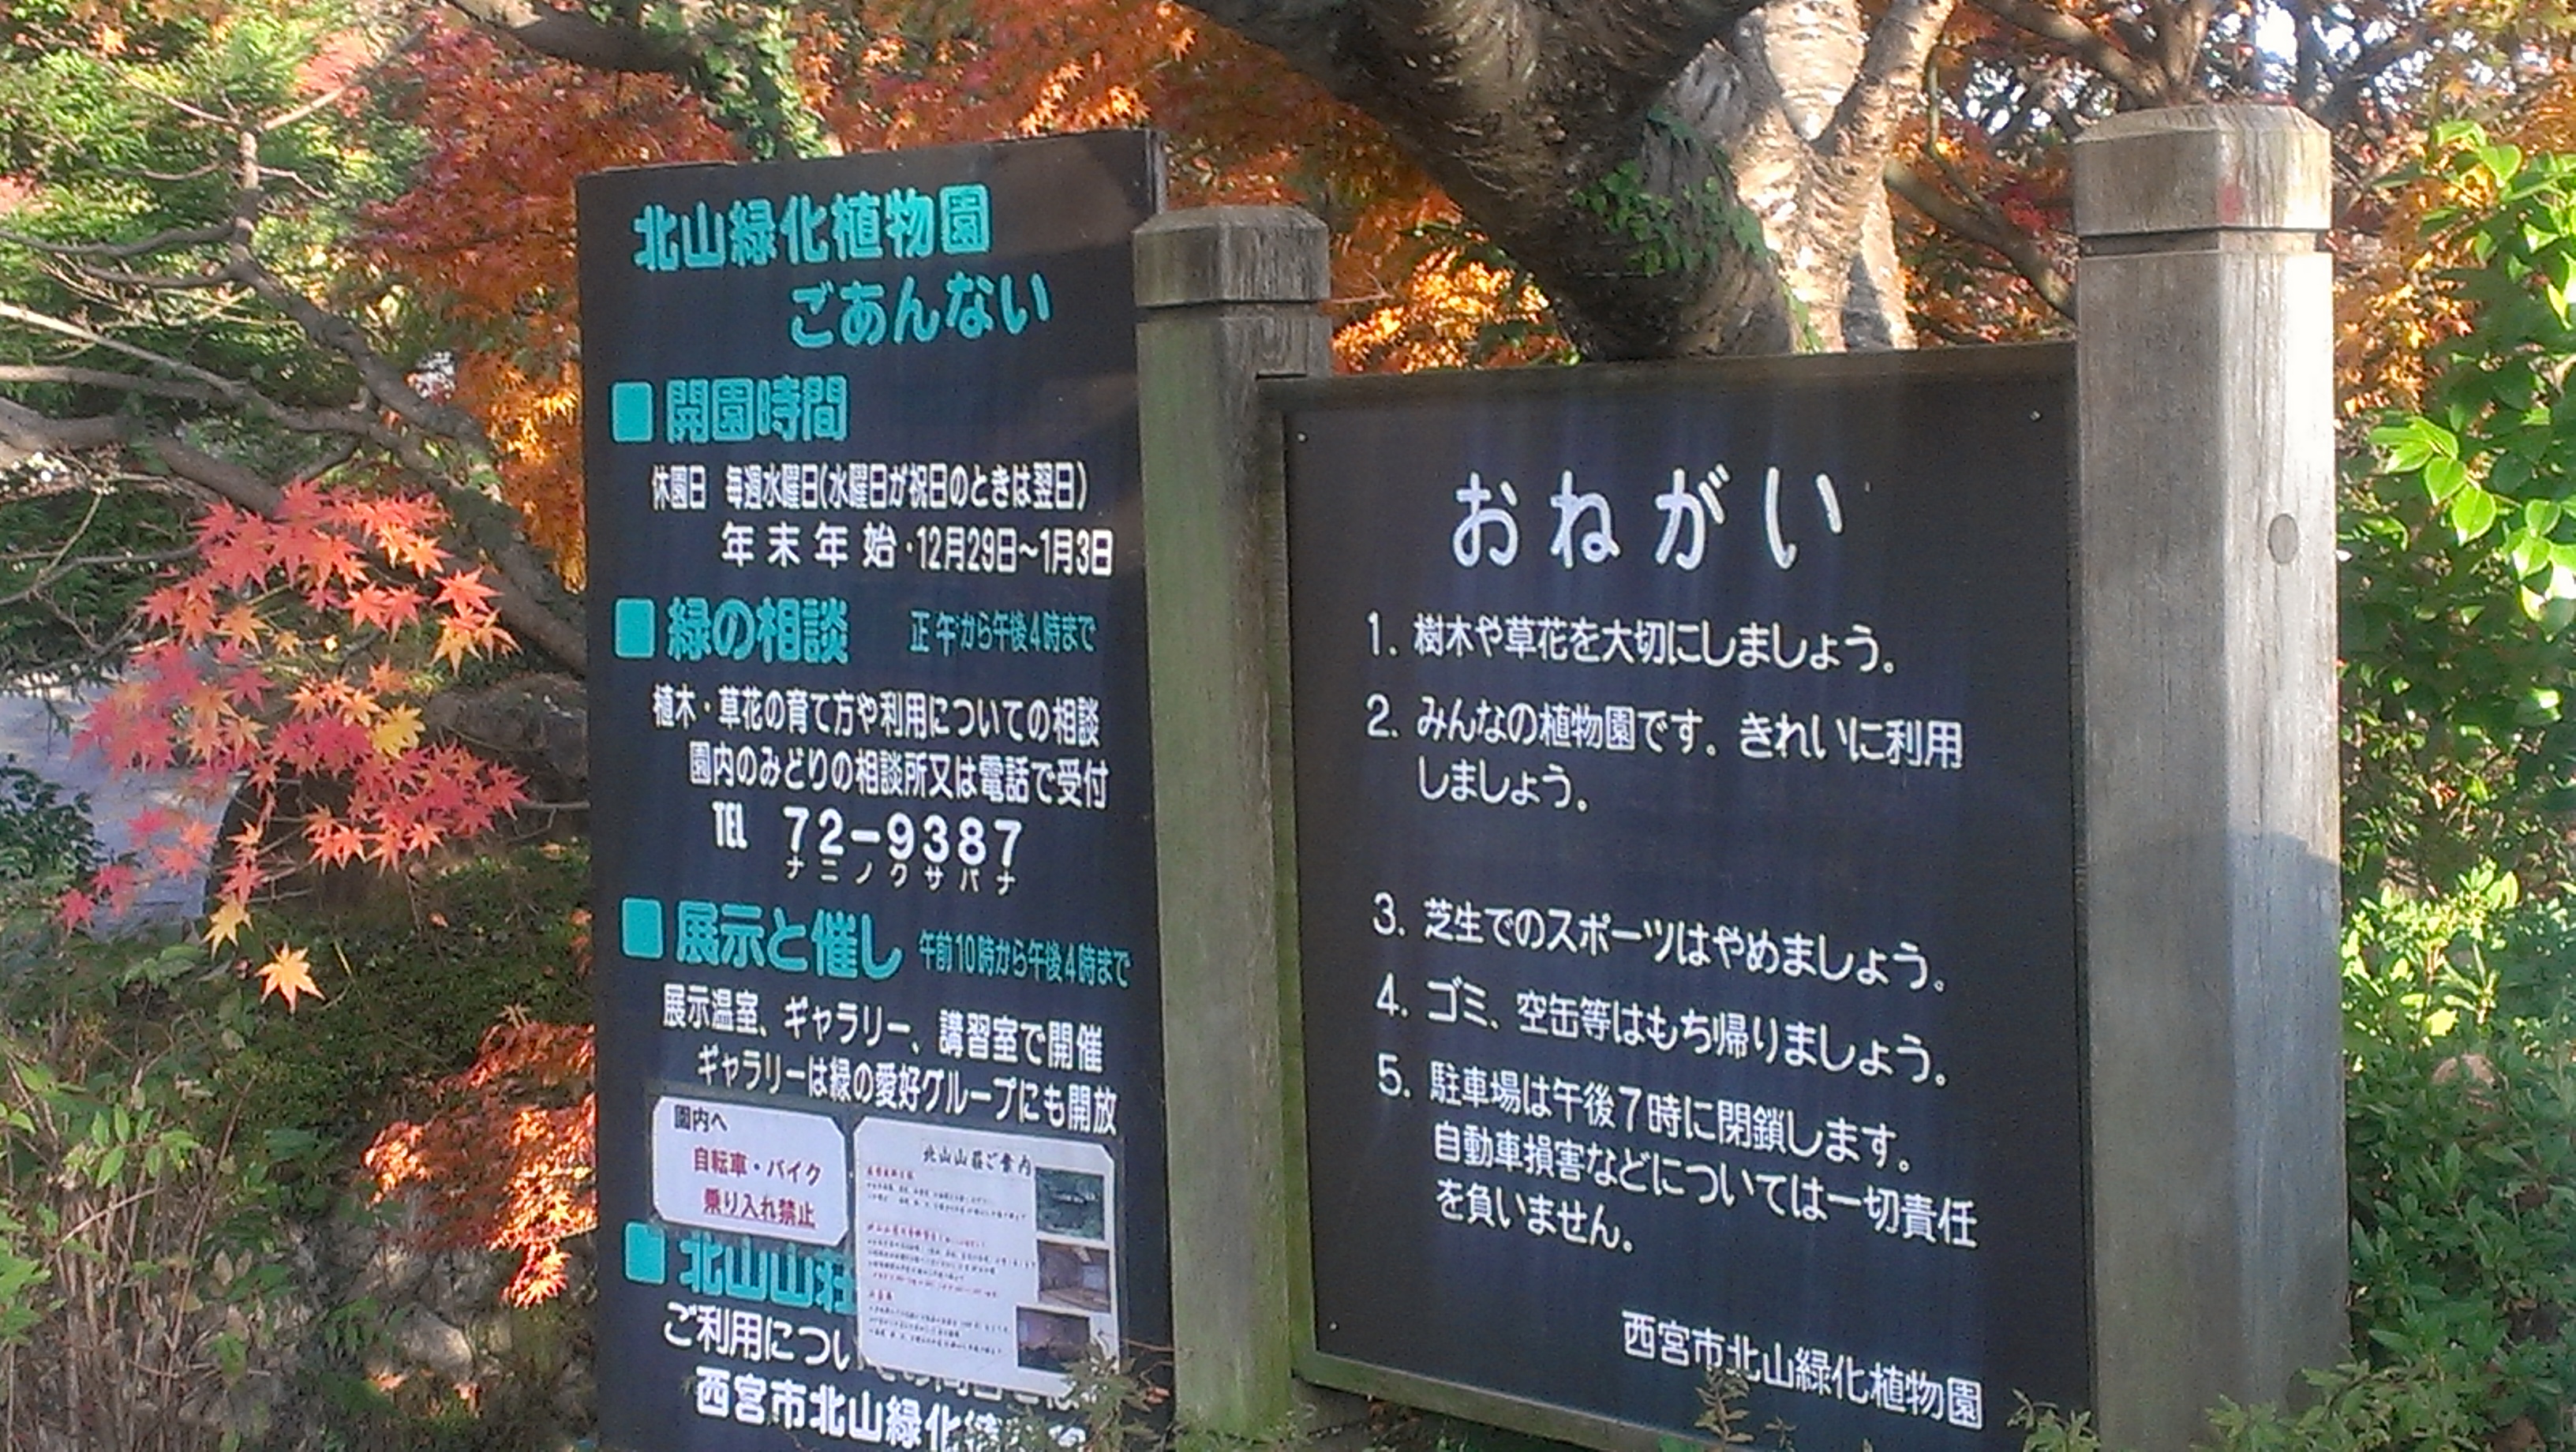 北山緑化植物園
ごあんない
■ 開園時間
休園日 毎週水曜日(水曜日が祝日のときは翌日)
年末年始・12月29日~1月3日
■ 緑の相談 正午から午後4時まで
植木・草花の育て方や利用についての相談
園内のみどりの相談所又は電話で受付
TEL 72-9387
ナニノクサバナ
■ 展示と催し 午前10時から午後4時まで
展示温室、ギャラリー、講習室で開催
ギャラリーは緑の愛好グループにも開放
園内へ
自転車・バイク
乗り入れ禁止
北山山荘ご案内
■ 北山山荘
ご利用につい
西宮市北山緑化植
おねがい
1. 樹木や草花を大切にしましょう。
2. みんなの植物園です。きれいに利用
しましょう。
3. 芝生でのスポーツはやめましょう。
4. ゴミ、空缶等はもち帰りましょう。
5. 駐車場は午後7時に閉鎖します。
自動車損害などについては一切責任
を負いません。
西宮市北山緑化植物園